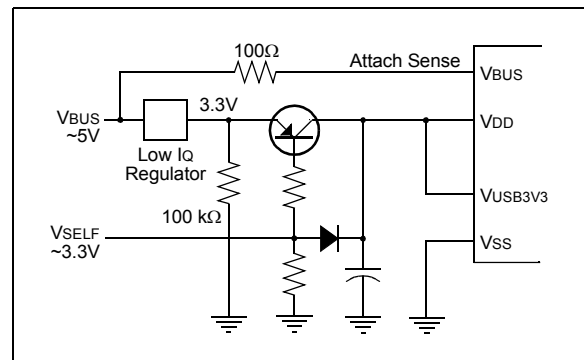 100Ω
Attach Sense
VBUS
VBUS
~5V
3.3V
VDD
Low IQ
Regulator
100 kΩ
VUSB3V3
VSELF
~3.3V
VSS